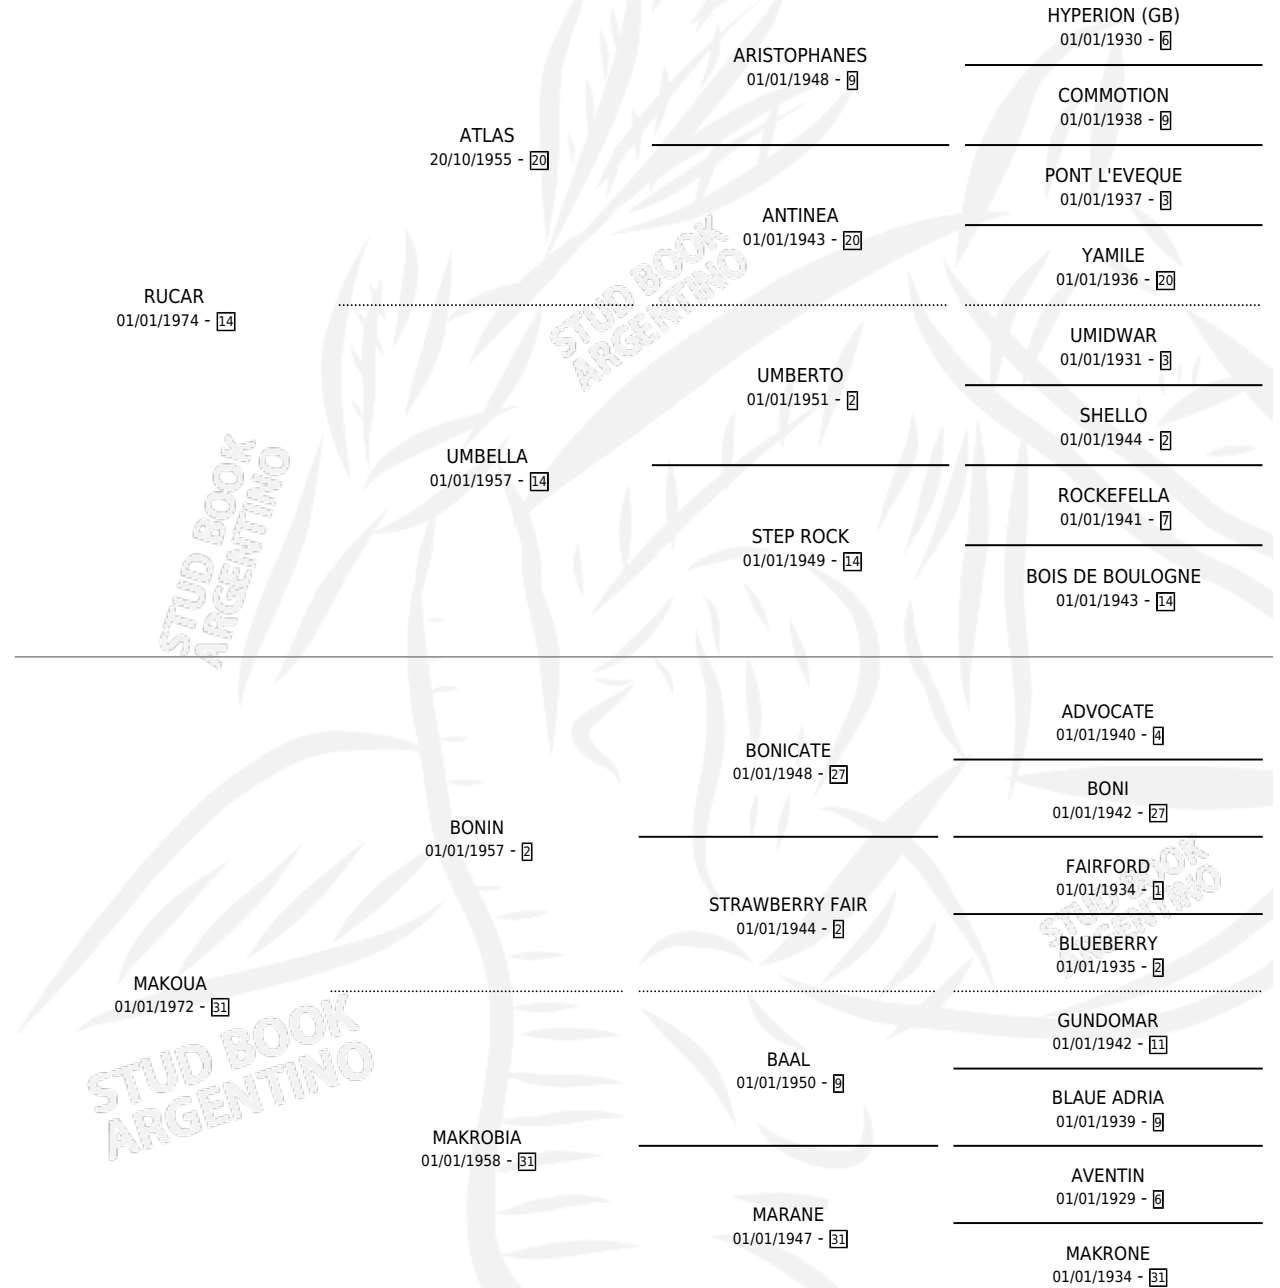 HYPERION (GB)
01/01/1930 - 6
ARISTOPHANES
01/01/1948 - 9
COMMOTION
01/01/1938 - 9
ATLAS
20/10/1955 - 20
PONT L'EVEQUE
01/01/1937 - 3
ANTINEA
01/01/1943 - 20
YAMILE
01/01/1936 - 20
RUCAR
01/01/1974 - 14
UMIDWAR
01/01/1931 - 3
UMBERTO
01/01/1951 - 2
SHELLO
01/01/1944 - 2
UMBELLA
01/01/1957 - 14
ROCKEFELLA
01/01/1941 - 7
STEP ROCK
01/01/1949 - 14
BOIS DE BOULOGNE
01/01/1943 - 14
ADVOCATE
01/01/1940 - 4
BONICATE
01/01/1948 - 27
BONI
01/01/1942 - 27
BONIN
01/01/1957 - 2
FAIRFORD
01/01/1934 - 1
STRAWBERRY FAIR
01/01/1944 - 2
BLUEBERRY
01/01/1935 - 2
MAKOUA
01/01/1972 - 31
GUNDOMAR
01/01/1942 - 11
BAAL
01/01/1950 - 9
BLAUE ADRIA
01/01/1939 - 9
MAKROBIA
01/01/1958 - 31
AVENTIN
01/01/1929 - 6
MARANE
01/01/1947 - 31
MAKRONE
01/01/1934 - 31
STUD BOOK
ARGENTINO
STUD BOOK
ARGENTINO
STUD BOOK
ARGENTINO
STUD BOOK
ARGENTINO